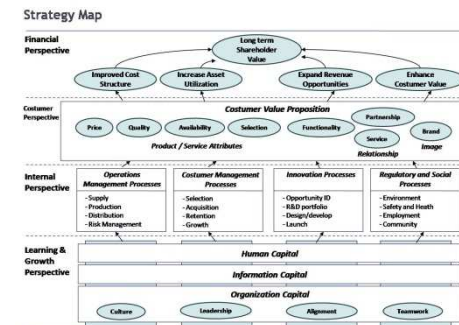 Strategy Map
Financial
Perspective
Long term
Shareholder
Value
Improved Cost
Structure
Increase Asset
Utilization
Expand Revenue
Opportunities
Enhance
Costumer Value
Costumer
Perspective
Costumer Value Proposition
Price
Quality
Availability
Selection
Functionality
Partnership
Service
Brand
Product / Service Attributes
Relationship
Image
Internal
Perspective
Operations
Management Processes
- Supply
- Production
- Distribution
- Risk Management
Costumer Management
Processes
- Selection
- Acquisition
- Retention
- Growth
Innovation Processes
- Opportunity ID
- R&D portfolio
- Design/develop
- Launch
Regulatory and Social
Processes
- Environment
- Safety and Heath
- Employment
- Community
Learning &
Growth
Perspective
Human Capital
Information Capital
Organization Capital
Culture
Leadership
Alignment
Teamwork